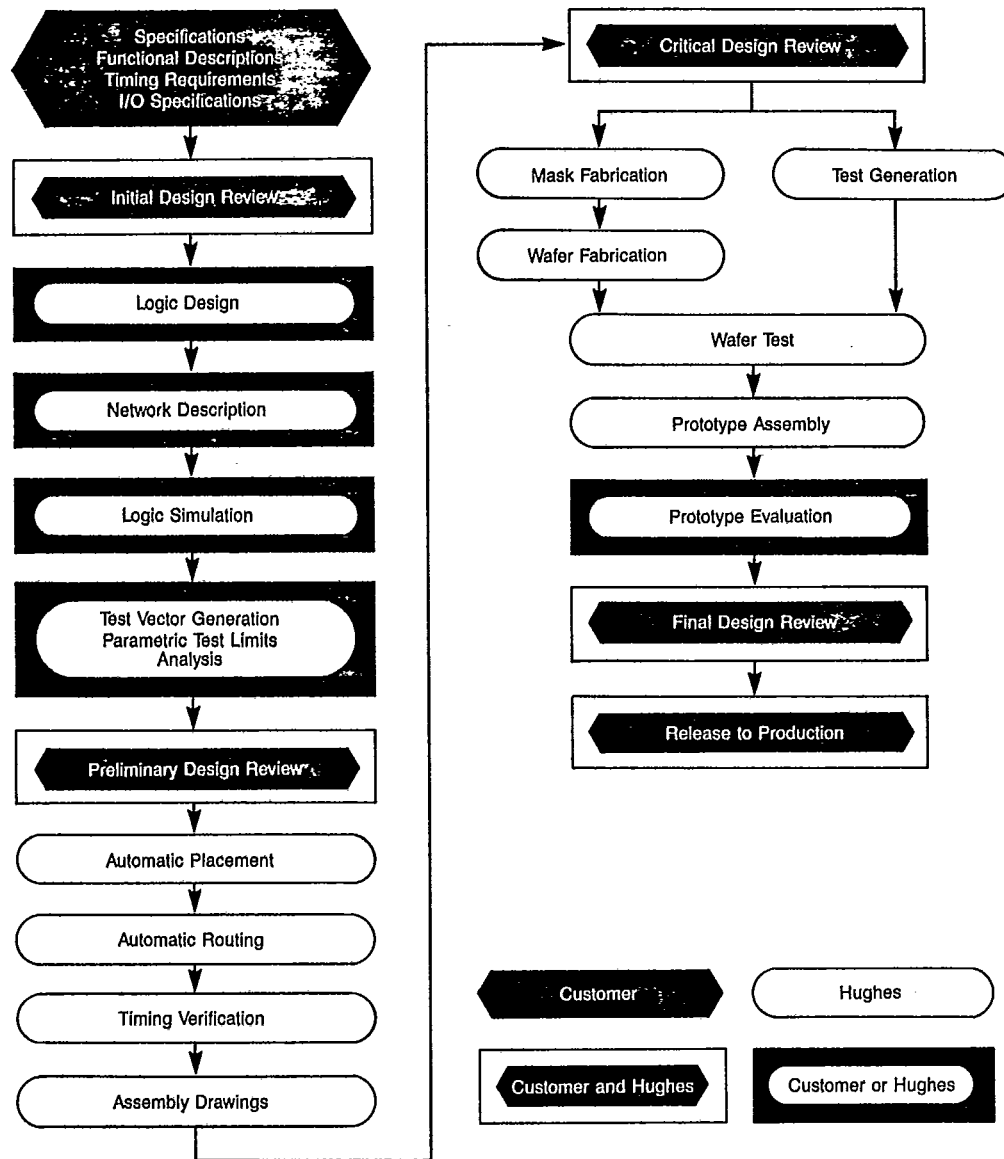 Specifications
Functional Descriptions
Timing Requirements
I/O Specifications
Initial Design Review
Logic Design
Network Description
Logic Simulation
Test Vector Generation
Parametric Test Limits
Analysis
Preliminary Design Review
Automatic Placement
Automatic Routing
Timing Verification
Assembly Drawings
Critical Design Review
Mask Fabrication
Test Generation
Wafer Fabrication
Wafer Test
Prototype Assembly
Prototype Evaluation
Final Design Review
Release to Production
Customer
Hughes
Customer and Hughes
Customer or Hughes